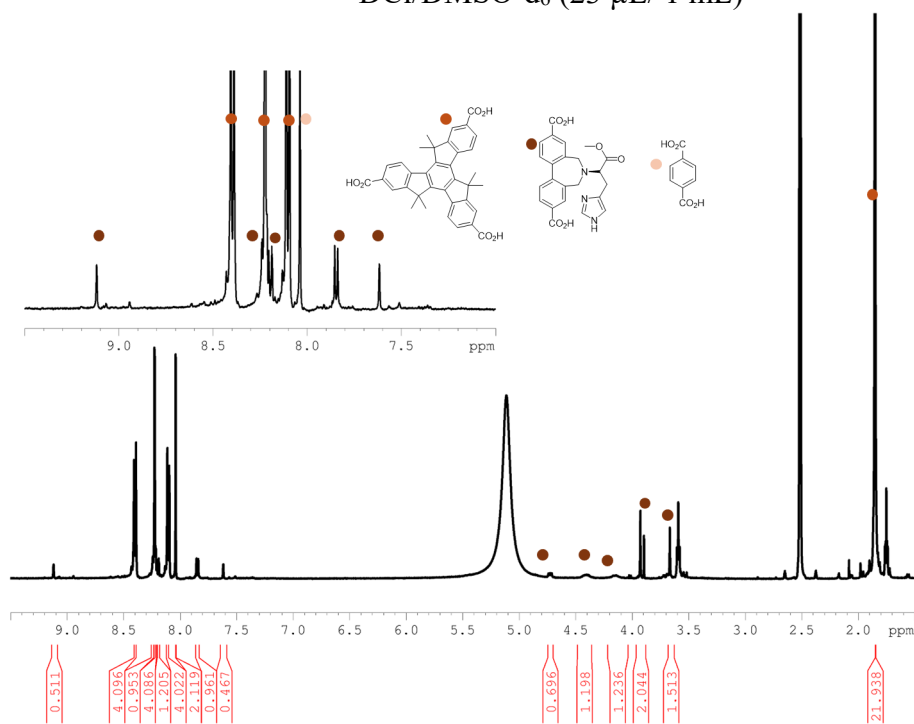 DCl/DMSO-d6 (25 μL/ 1 mL)
CO2H
CO2H
O
O
CO2H
HO2C
N
HO2C
N
NH
CO2H
CO2H
CO2H
9.0 8.5 8.0 7.5 ppm
9.0 8.5 8.0 7.5 7.0 6.5 6.0 5.5 5.0 4.5 4.0 3.5 3.0 2.5 2.0 ppm
0.511 4.096 0.953 4.086 1.205 4.022 2.119 0.961 0.467 0.696 1.198 1.236 2.044 1.513 21.938